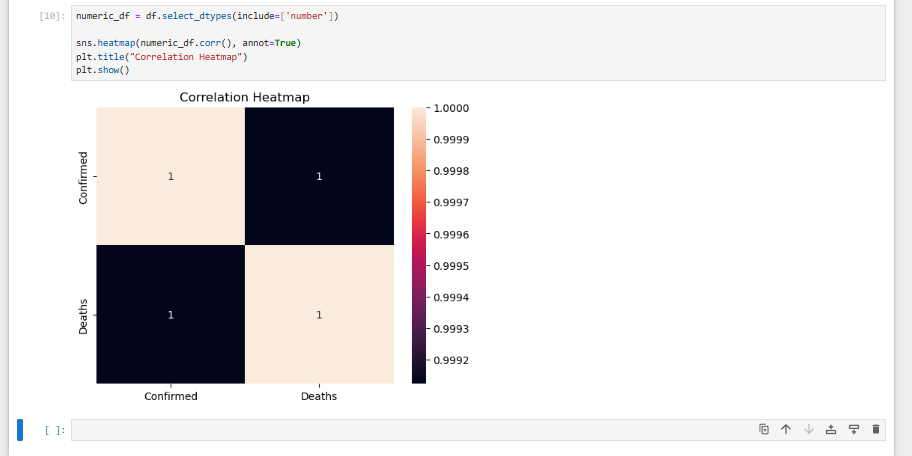 [10]: numeric_df = df.select_dtypes(include=['number'])
sns.heatmap(numeric_df.corr(), annot=True)
plt.title("Correlation Heatmap")
plt.show()
Correlation Heatmap
Confirmed
Deaths
1 1
1 1
Confirmed Deaths
1.0000
0.9999
0.9998
0.9997
0.9996
0.9995
0.9994
0.9993
0.9992
[ ]: